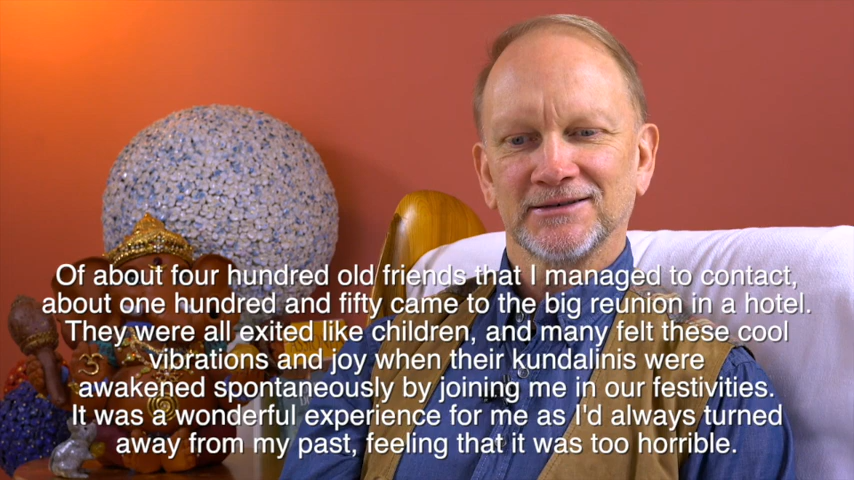 Of about four hundred old friends that I managed to contact,
about one hundred and fifty came to the big reunion in a hotel.
They were all exited like children, and many felt these cool
vibrations and joy when their kundalinis were
awakened spontaneously by joining me in our festivities.
It was a wonderful experience for me as I'd always turned
away from my past, feeling that it was too horrible.